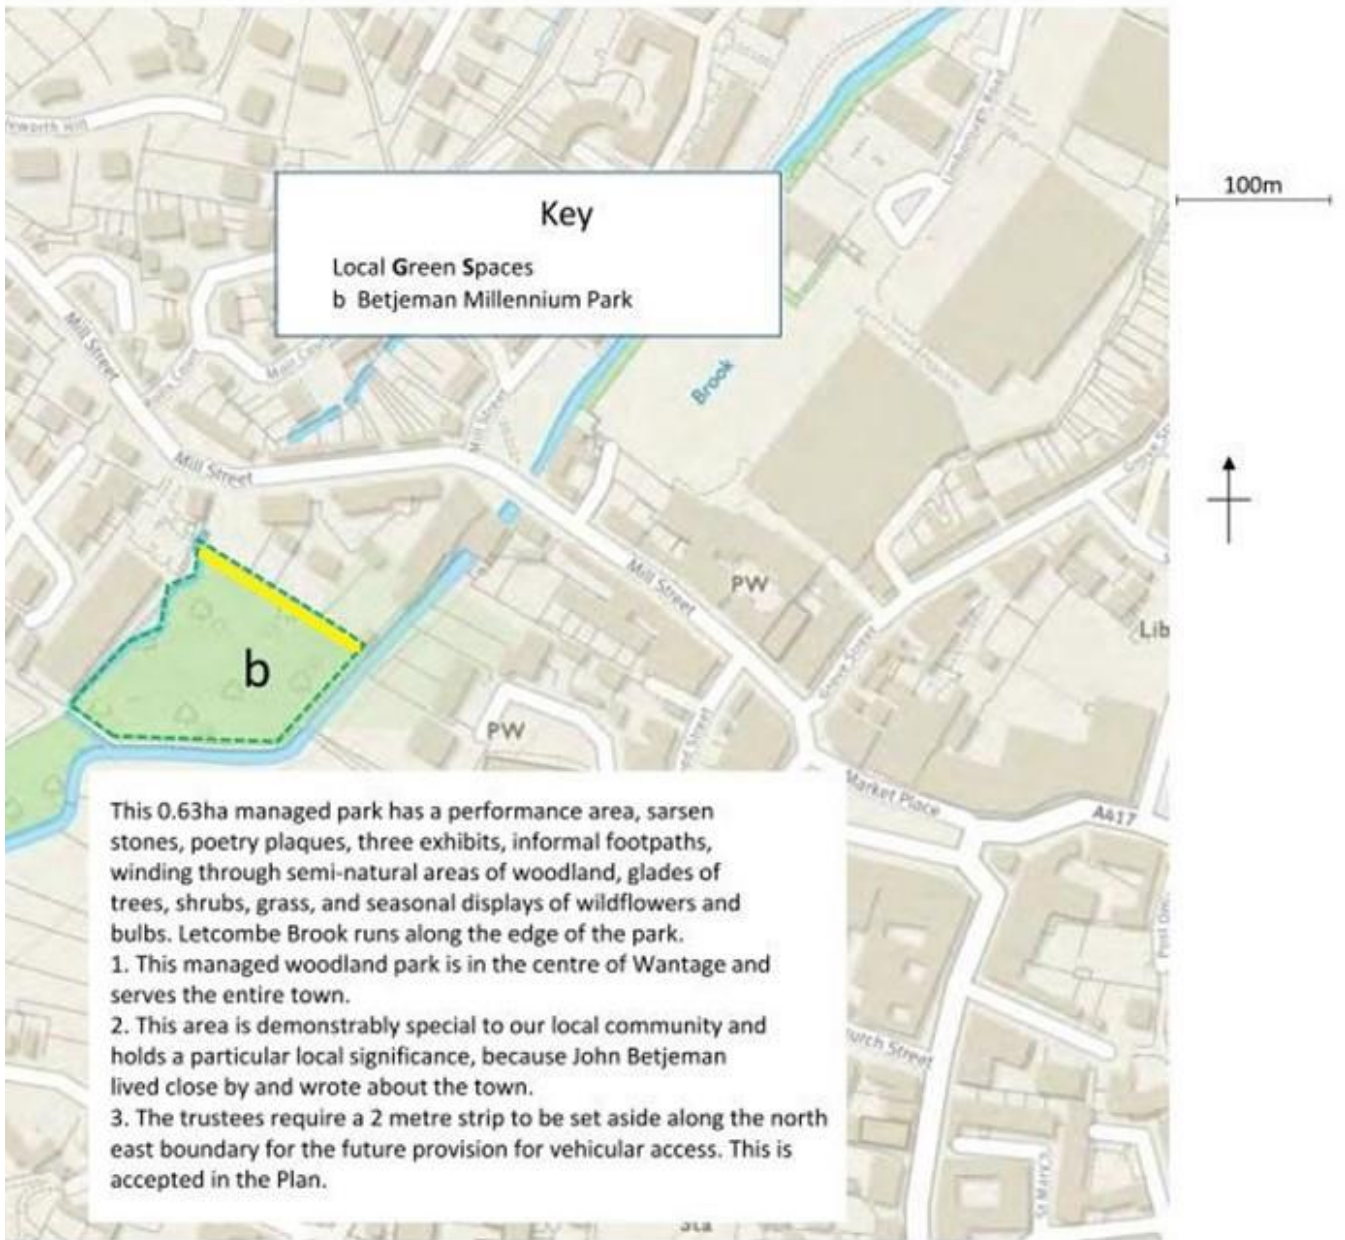 Key
Local Green Spaces
b Betjeman Millennium Park
100m
Mill Street
Mill Street
Mill Street
Brook
Mill Street
PW
Lib
b
PW
Grove Street
Market Place
A417
This 0.63ha managed park has a performance area, sarsen
stones, poetry plaques, three exhibits, informal footpaths,
winding through semi-natural areas of woodland, glades of
trees, shrubs, grass, and seasonal displays of wildflowers and
bulbs. Letcombe Brook runs along the edge of the park.
1. This managed woodland park is in the centre of Wantage and
serves the entire town.
2. This area is demonstrably special to our local community and
holds a particular local significance, because John Betjeman
lived close by and wrote about the town.
3. The trustees require a 2 metre strip to be set aside along the north
east boundary for the future provision for vehicular access. This is
accepted in the Plan.
urch Street